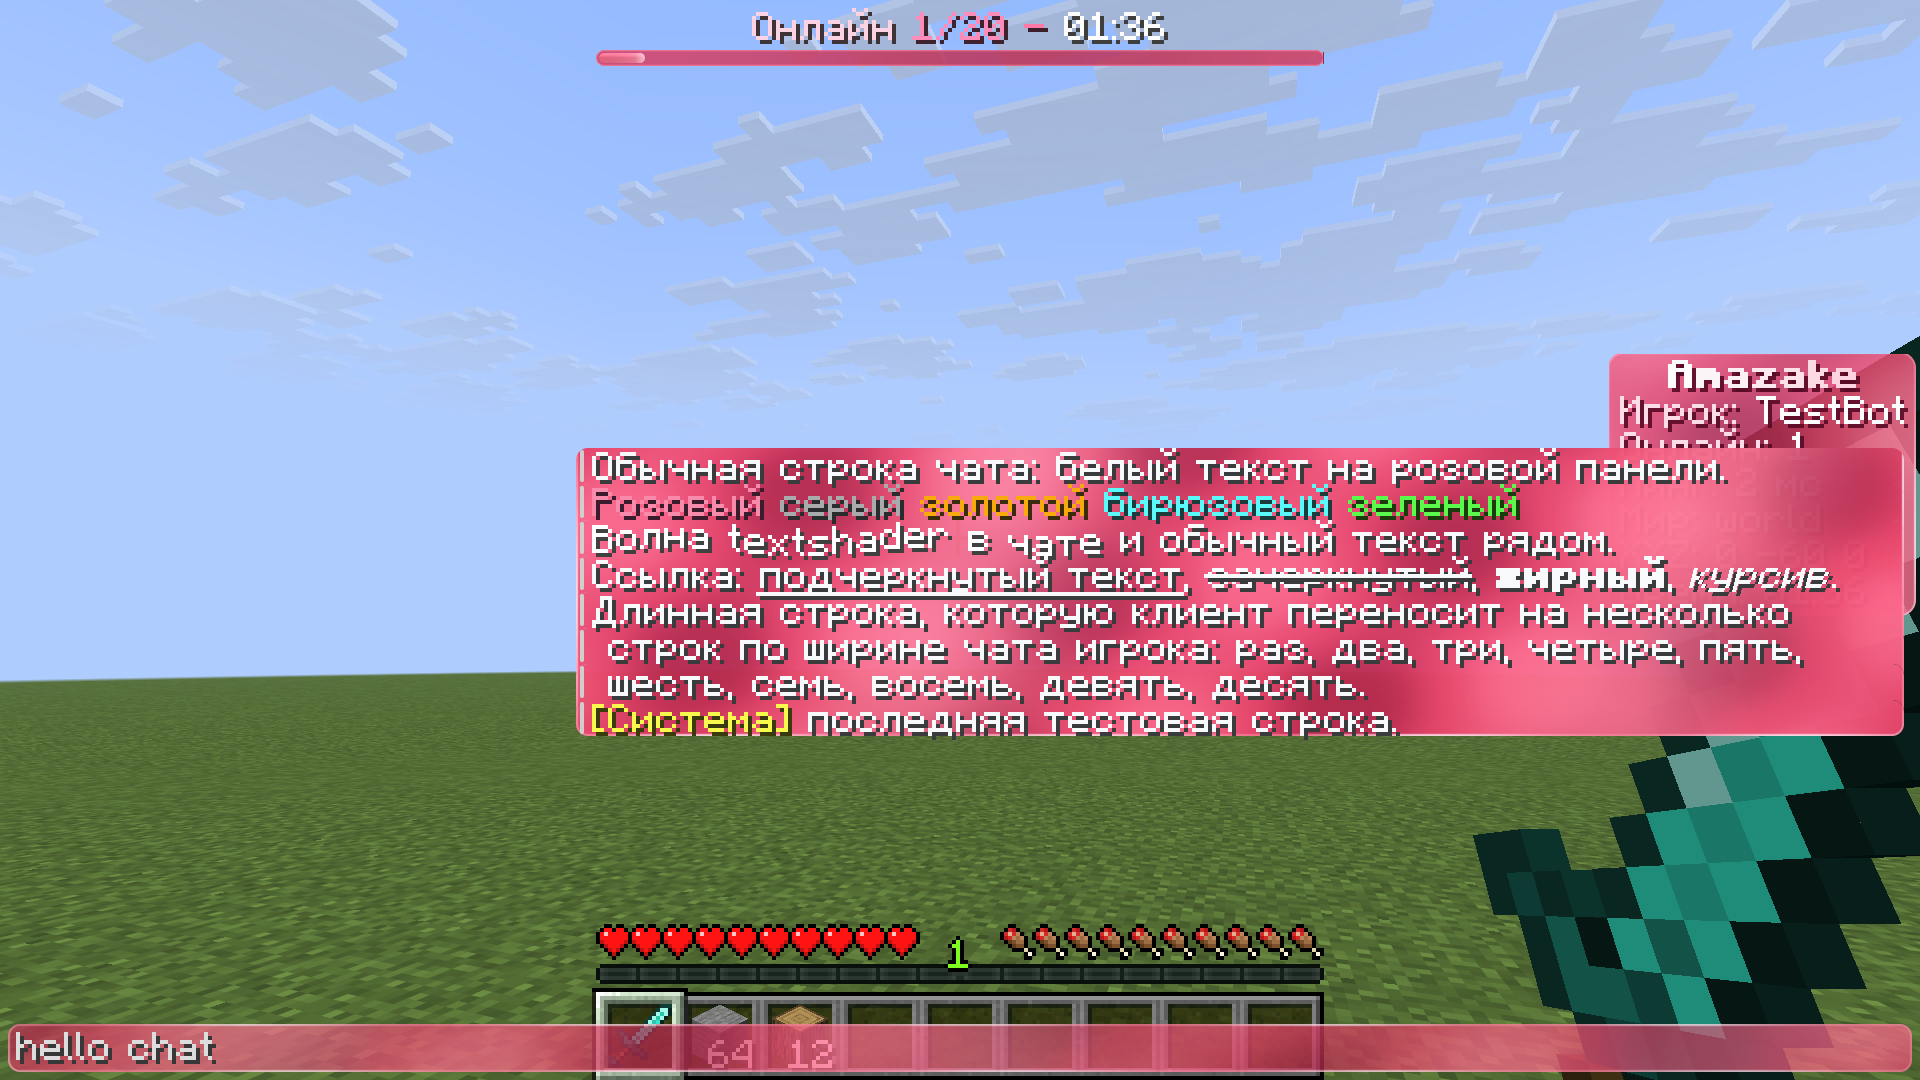 Онлайн 1/20 - 01:36
Amazake
Игрок: TestBot
Онлайн: 1
Обычная строка чата: белый текст на розовой панели.
Розовый серый золотой бирюзовый зеленый
Волна textshader в чате и обычный текст рядом.
Ссылка: подчеркнутый текст, зачеркнутый, жирный, курсив.
Длинная строка, которую клиент переносит на несколько
строк по ширине чата игрока: раз, два, три, четыре, пять,
шесть, семь, восемь, девять, десять.
[Система] последняя тестовая строка.
1
64 12
hello chat